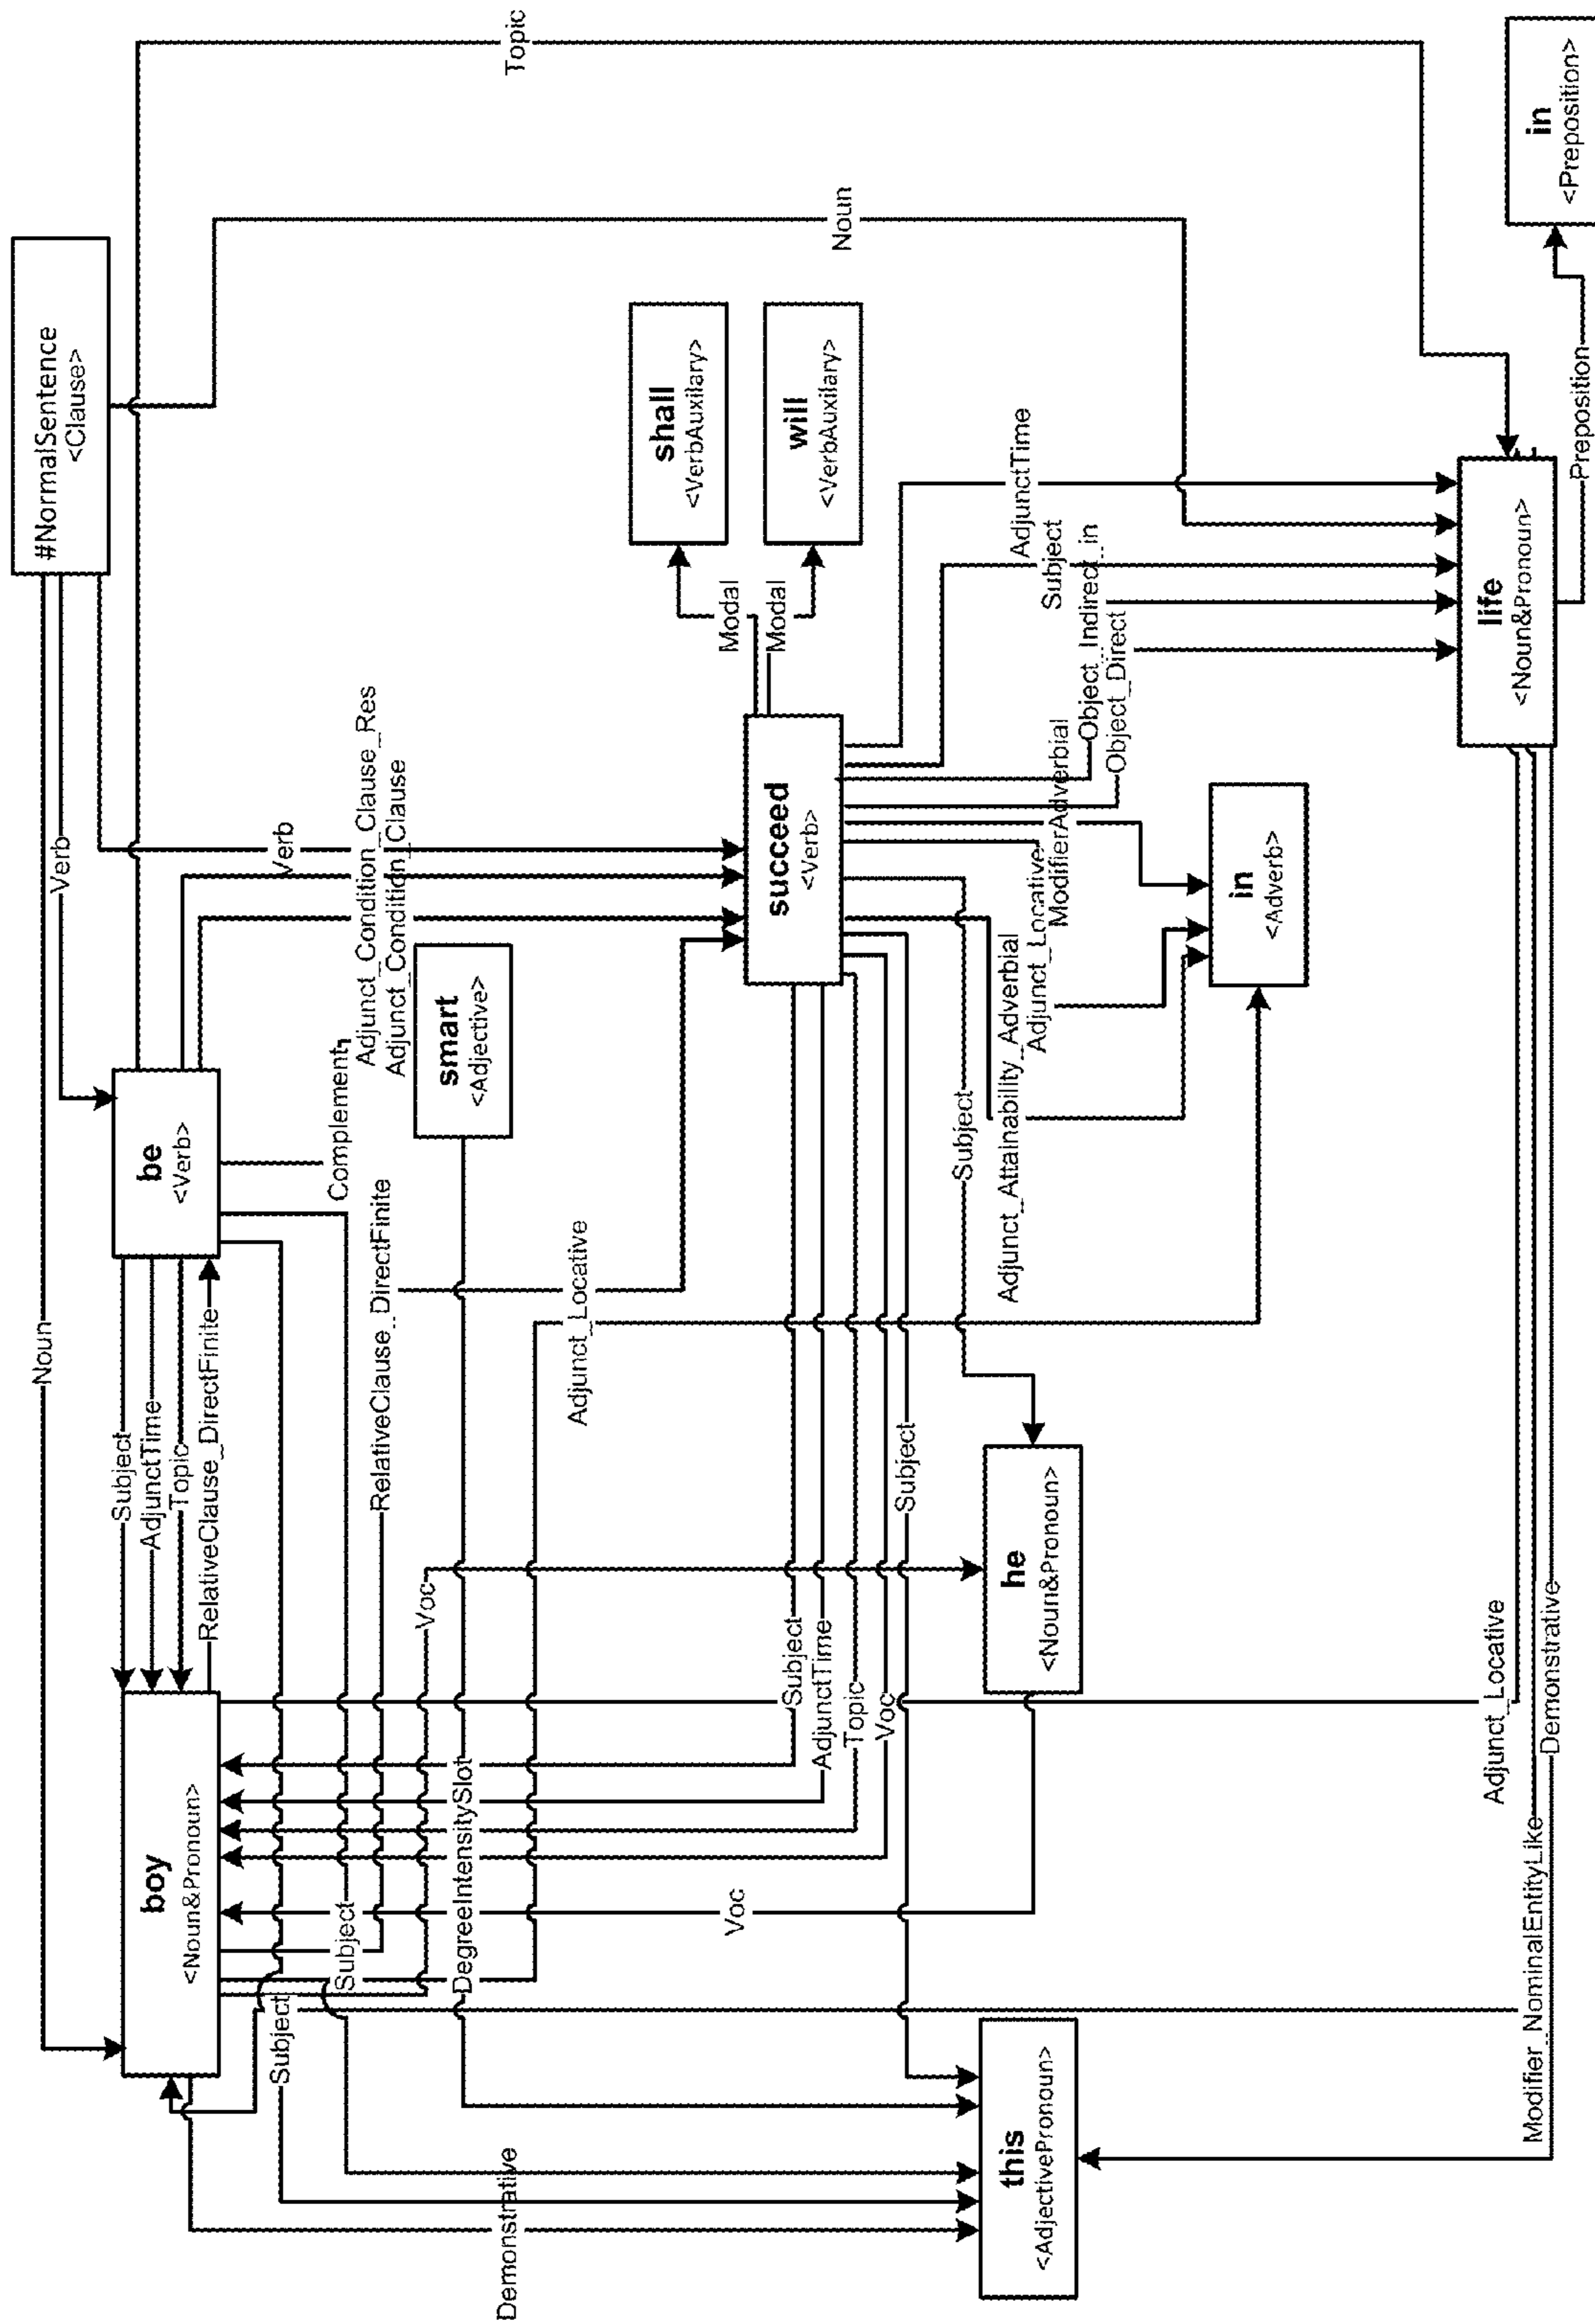 #NormalSentence
<Clause>
Noun
Verb
Topic
Subject
AdjunctTime
Topic
RelativeClause_DirectFinite
boy
<Noun&Pronoun>
be
<Verb>
Subject
Subject
Verb
Complement
Adjunct_Condition_Clause_Res
Adjunct_Condition_Clause
RelativeClause_DirectFinite
Voc
smart
<Adjective>
DegreeIntensitySlot
Demonstrative
Adjunct_Locative
shall
<VerbAuxilary>
Modal
Modal
will
<VerbAuxilary>
Voc
succeed
<Verb>
Noun
Subject
AdjunctTime
Topic
Voc
Subject
Subject
this
<AdjectivePronoun>
he
<Noun&Pronoun>
Adjunct_Attainability_Adverbial
Adjunct_Locative
ModifierAdverbial
AdjunctTime
Subject
Object_Indirect_in
Object_Direct
in
<Adverb>
life
<Noun&Pronoun>
Adjunct_Locative
Modifier_NominalEntityLike
Demonstrative
in
<Preposition>
Preposition